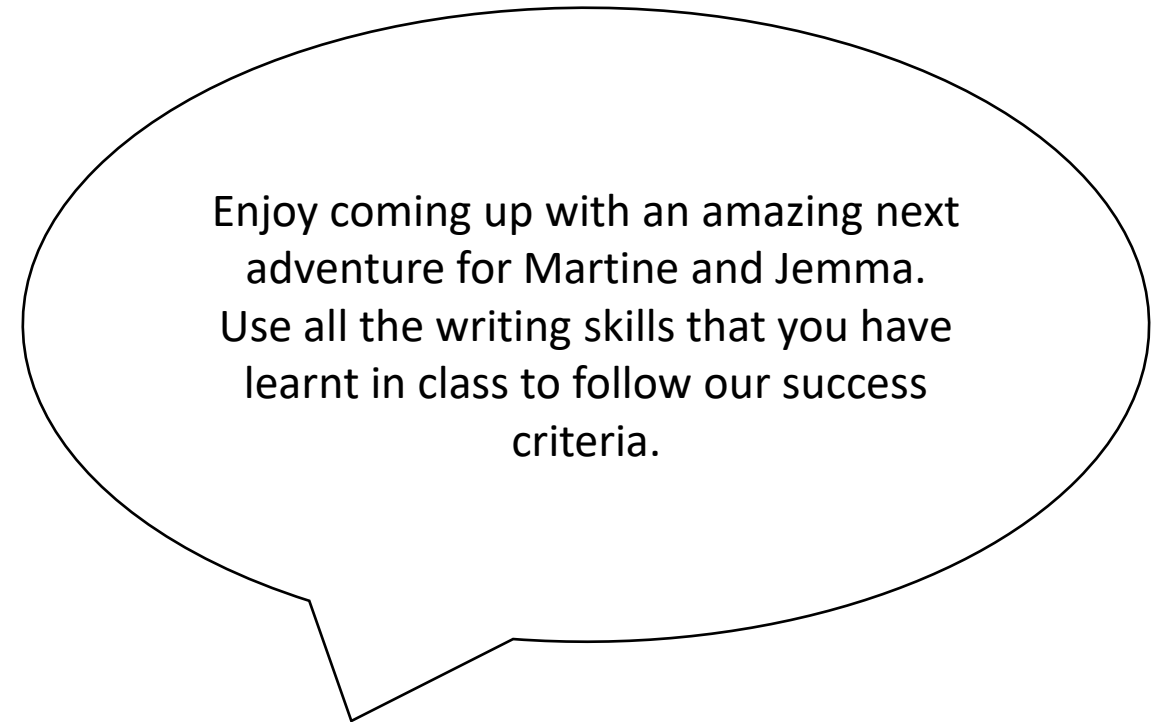 Enjoy coming up with an amazing next
adventure for Martine and Jemma.
Use all the writing skills that you have
learnt in class to follow our success
criteria.